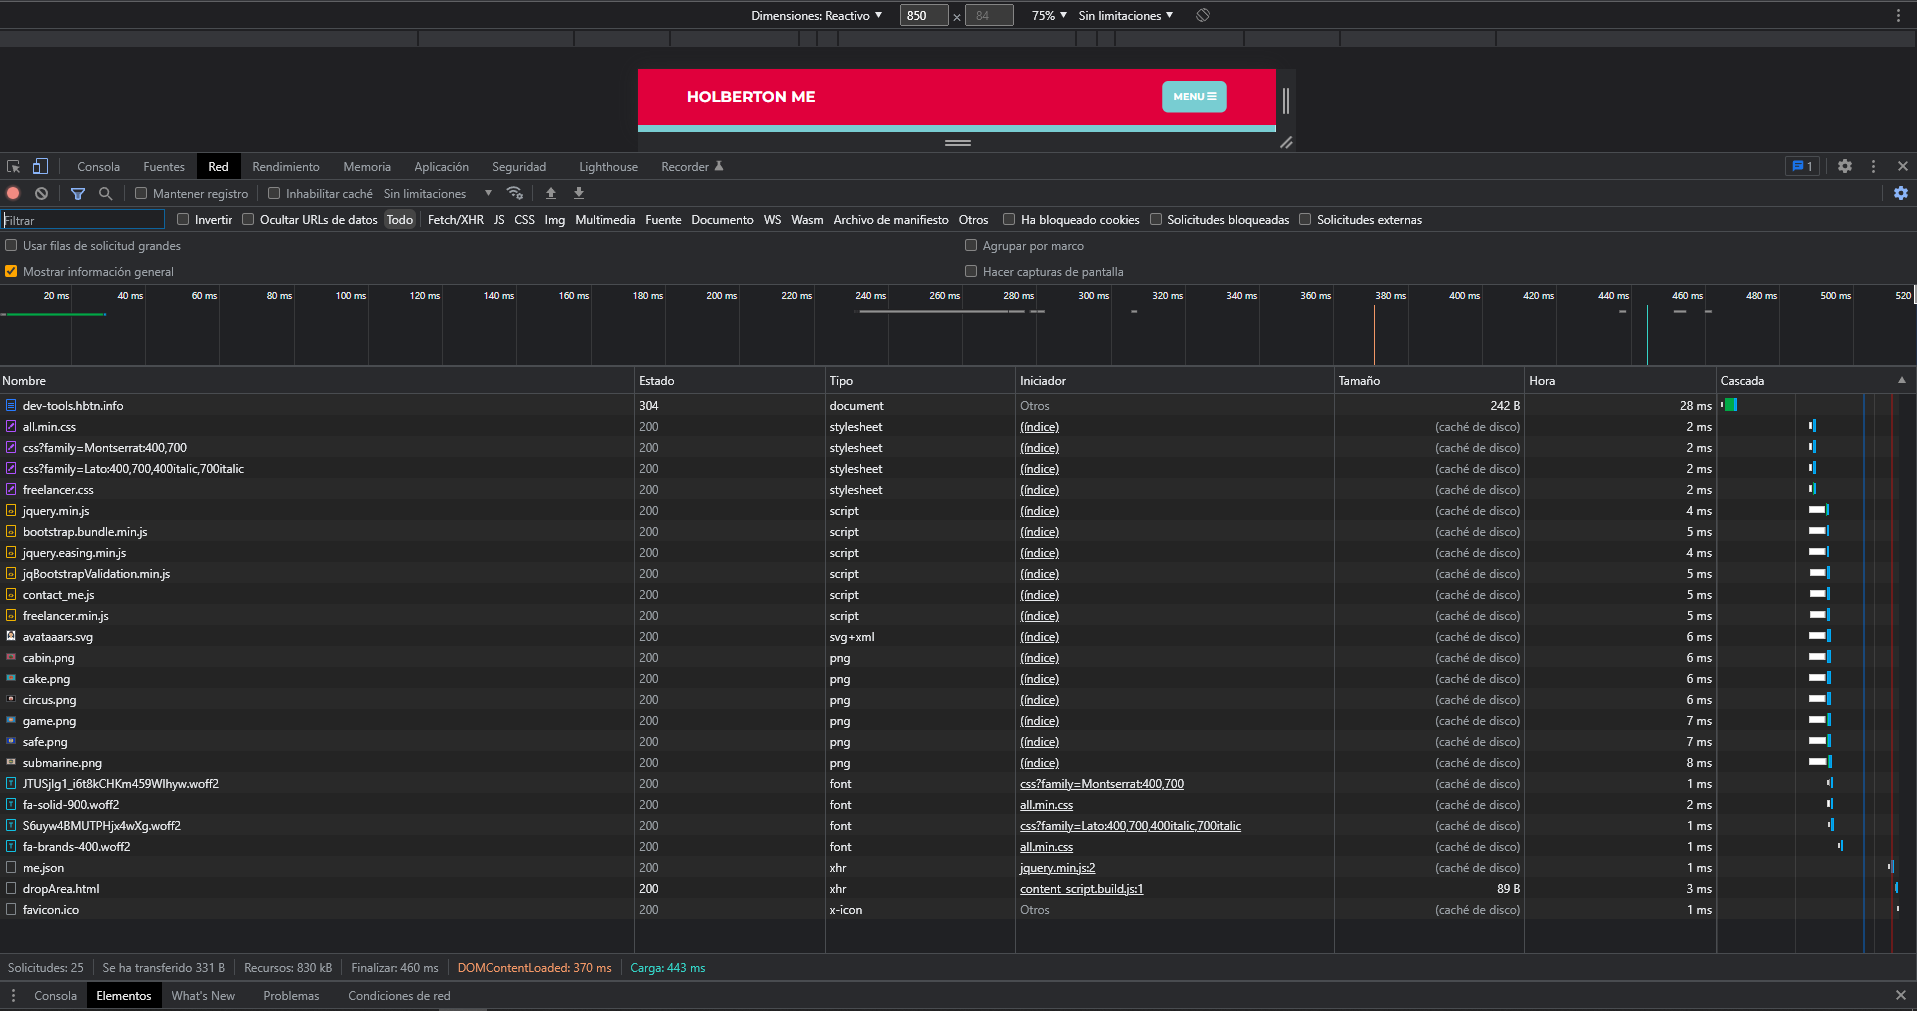 Dimensiones: Reactivo ▼ 850 × 84 75% ▼ Sin limitaciones ▼
HOLBERTON ME MENU
Consola Fuentes Red Rendimiento Memoria Aplicación Seguridad Lighthouse Recorder 1
Mantener registro Inhabilitar caché Sin limitaciones ▼
Filtrar Invertir Ocultar URLs de datos Todo Fetch/XHR JS CSS Img Multimedia Fuente Documento WS Wasm Archivo de manifiesto Otros Ha bloqueado cookies Solicitudes bloqueadas Solicitudes externas
Usar filas de solicitud grandes Agrupar por marco
Mostrar información general Hacer capturas de pantalla
20 ms 40 ms 60 ms 80 ms 100 ms 120 ms 140 ms 160 ms 180 ms 200 ms 220 ms 240 ms 260 ms 280 ms 300 ms 320 ms 340 ms 360 ms 380 ms 400 ms 420 ms 440 ms 460 ms 480 ms 500 ms 520
Nombre Estado Tipo Iniciador Tamaño Hora Cascada ▲
dev-tools.hbtn.info 304 document Otros 242 B 28 ms
all.min.css 200 stylesheet (índice) (caché de disco) 2 ms
css?family=Montserrat:400,700 200 stylesheet (índice) (caché de disco) 2 ms
css?family=Lato:400,700,400italic,700italic 200 stylesheet (índice) (caché de disco) 2 ms
freelancer.css 200 stylesheet (índice) (caché de disco) 2 ms
jquery.min.js 200 script (índice) (caché de disco) 4 ms
bootstrap.bundle.min.js 200 script (índice) (caché de disco) 5 ms
jquery.easing.min.js 200 script (índice) (caché de disco) 4 ms
jqBootstrapValidation.min.js 200 script (índice) (caché de disco) 5 ms
contact_me.js 200 script (índice) (caché de disco) 5 ms
freelancer.min.js 200 script (índice) (caché de disco) 5 ms
avataaars.svg 200 svg+xml (índice) (caché de disco) 6 ms
cabin.png 200 png (índice) (caché de disco) 6 ms
cake.png 200 png (índice) (caché de disco) 6 ms
circus.png 200 png (índice) (caché de disco) 6 ms
game.png 200 png (índice) (caché de disco) 7 ms
safe.png 200 png (índice) (caché de disco) 7 ms
submarine.png 200 png (índice) (caché de disco) 8 ms
JTUSjIg1_i6t8kCHKm459WIhyw.woff2 200 font css?family=Montserrat:400,700 (caché de disco) 1 ms
fa-solid-900.woff2 200 font all.min.css (caché de disco) 2 ms
S6uyw4BMUTPHjx4wXg.woff2 200 font css?family=Lato:400,700,400italic,700italic (caché de disco) 1 ms
fa-brands-400.woff2 200 font all.min.css (caché de disco) 1 ms
me.json 200 xhr jquery.min.js:2 (caché de disco) 1 ms
dropArea.html 200 xhr content_script.build.js:1 89 B 3 ms
favicon.ico 200 x-icon Otros (caché de disco) 1 ms
Solicitudes: 25 Se ha transferido 331 B Recursos: 830 kB Finalizar: 460 ms DOMContentLoaded: 370 ms Carga: 443 ms
Consola Elementos What's New Problemas Condiciones de red